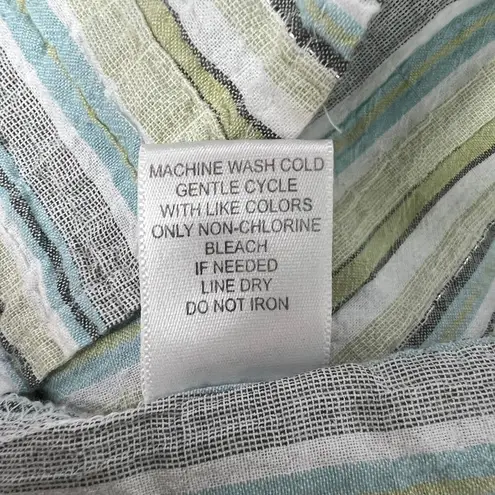 MACHINE WASH COLD
GENTLE CYCLE
WITH LIKE COLORS
ONLY NON-CHLORINE
BLEACH
IF NEEDED
LINE DRY
DO NOT IRON